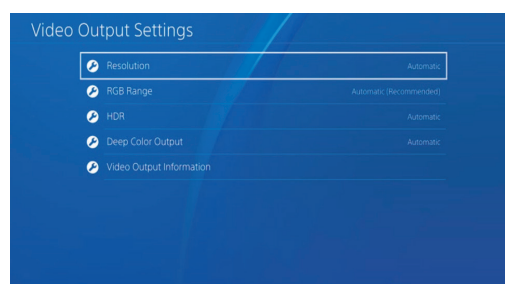 Video Output Settings
Resolution Automatic
RGB Range Automatic (Recommended)
HDR Automatic
Deep Color Output Automatic
Video Output Information